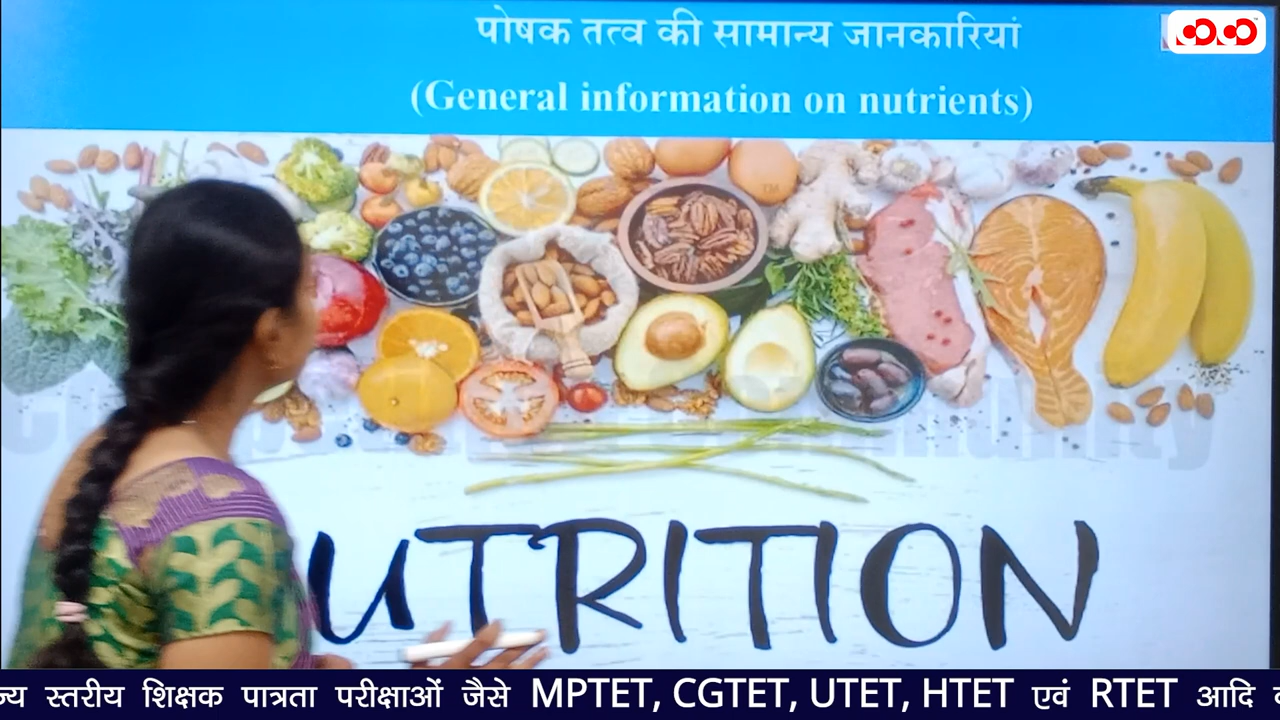 पोषक तत्व की सामान्य जानकारियां
(General information on nutrients)
UTRITION
स्तरीय शिक्षक पात्रता परीक्षाओं जैसे MPTET, CGTET, UTET, HTET एवं RTET आदि